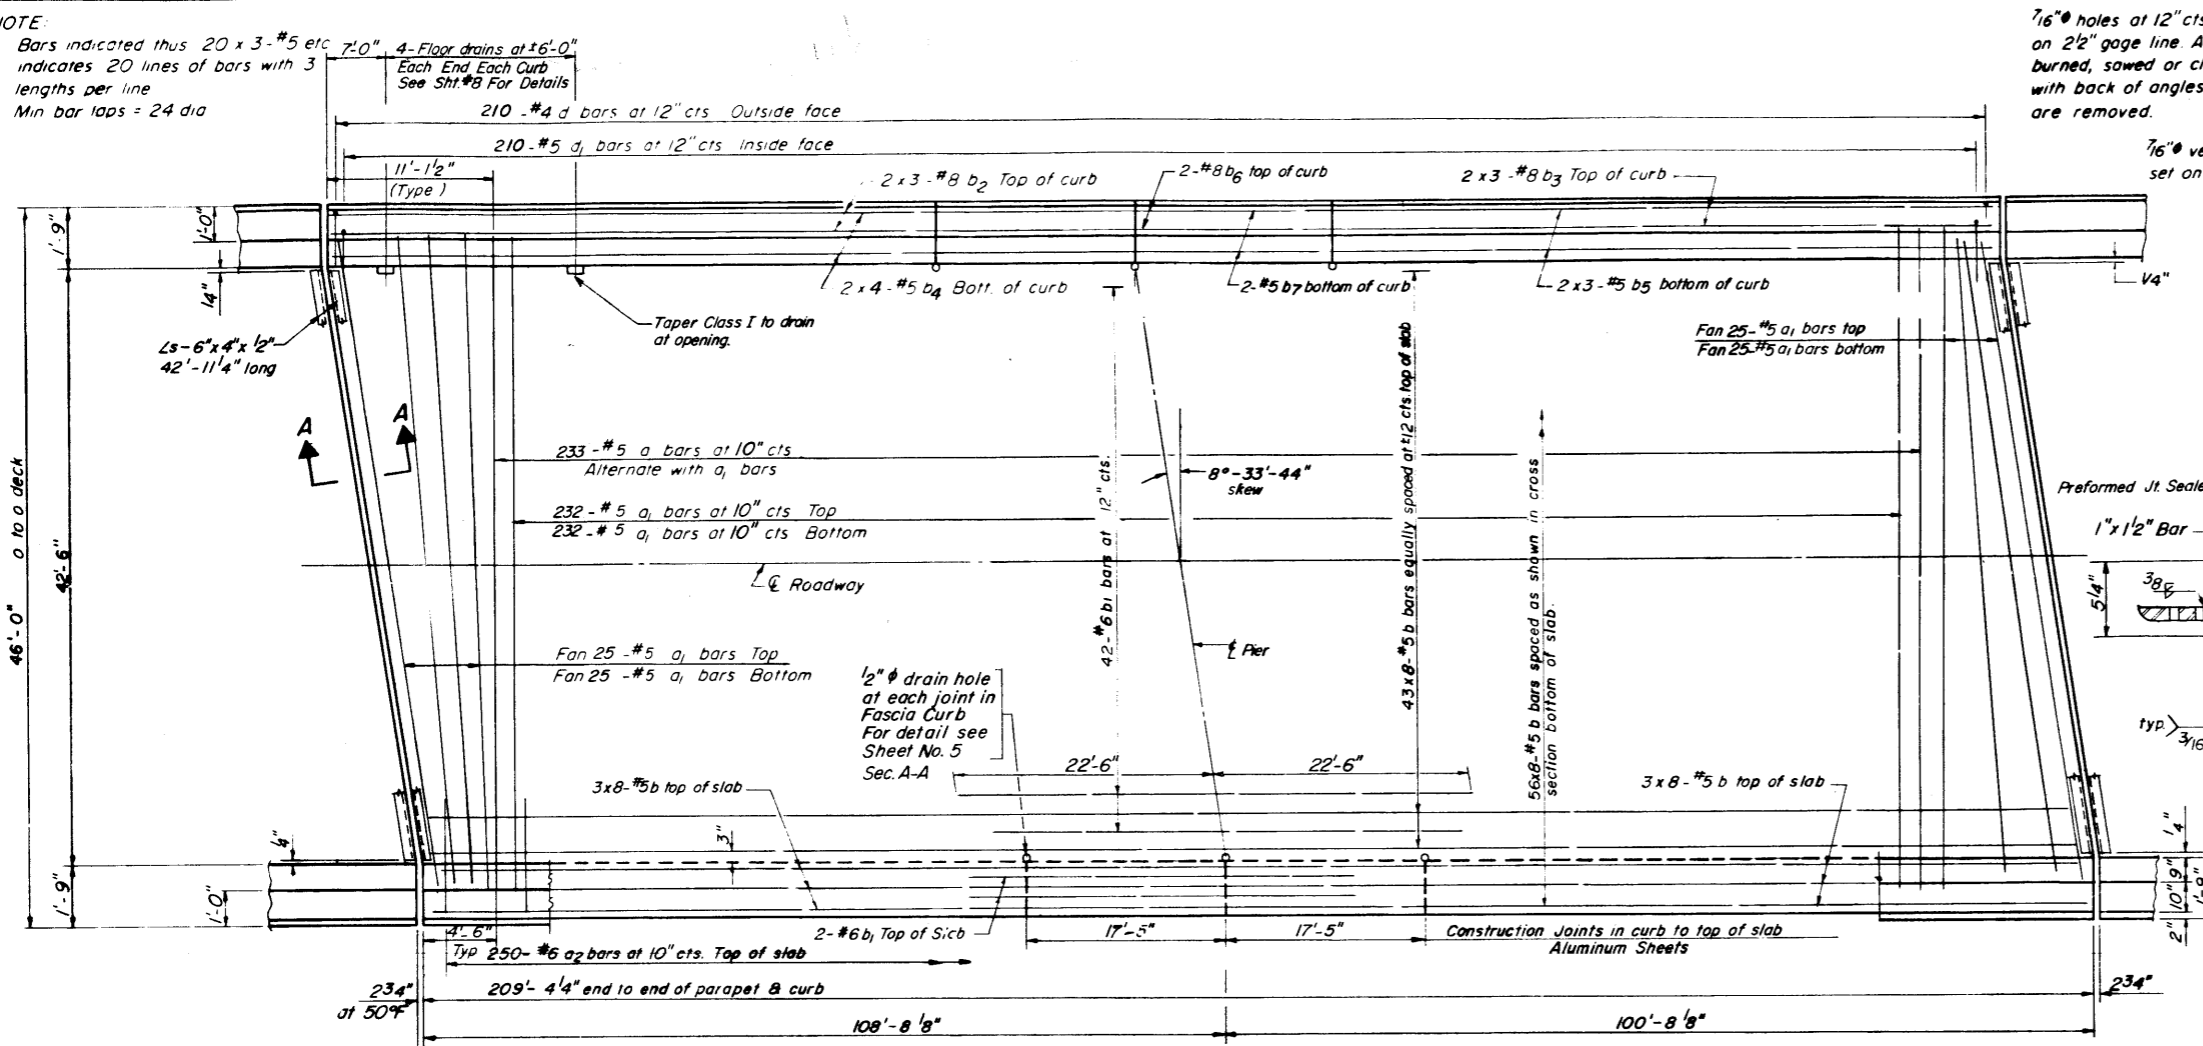 NOTE:
Bars indicated thus 20 x 3-#5 etc
indicates 20 lines of bars with 3
lengths per line
Min bar laps = 24 dia
7'-0"
4-Floor drains at ±6'-0"
Each End Each Curb
See Sht.#8 For Details
210-#4 d bars at 12" cts Outside face
210-#5 d₁ bars at 12" cts Inside face
11'-1½"
(Type)
2 x 3-#8 b₂ Top of curb
2-#8 b₆ top of curb
2 x 3-#8 b₃ Top of curb
7/16"ϕ holes at 12" cts
on 2½" gage line. A
burned, sawed or c
with back of angles
are removed.
7/16"ϕ ve
set on
1'-9"
1'-0"
1/4"
2 x 4-#5 b₄ Bott. of curb
2-#5 b₇ bottom of curb
2 x 3-#5 b₅ bottom of curb
1/4"
Taper Class I to drain
at opening.
∠s-6"x4"x½"
42'-11¼" long
Fan 25-#5 a₁ bars top
Fan 25-#5 a₁ bars bottom
A
A
46'-0" o to o deck
42'-6"
233-#5 a bars at 10" cts
Alternate with a₁ bars
232-#5 a₁ bars at 10" cts Top
232-#5 a₁ bars at 10" cts Bottom
8°-33'-44"
skew
42-#6 b1 bars at 12" cts.
43x8-#5 b bars equally spaced at ±12 cts. top of slab
56x8-#5 b bars spaced as shown in cross
section bottom of slab.
Preformed Jt. Seale
1"x1½" Bar
5¼"
3/8
℄ Roadway
Fan 25-#5 a₁ bars Top
Fan 25-#5 a₁ bars Bottom
℄ Pier
½"ϕ drain hole
at each joint in
Fascia Curb
For detail see
Sheet No. 5
Sec. A-A
typ.
3/16
22'-6"
22'-6"
3x8-#5b top of slab
3 x 8-#5 b top of slab
1/4"
3"
1/4"
1'-9"
1'-0"
9"
10"
1'-9"
2"
2-#6 b₁ Top of
17'-5"
17'-5"
Construction Joints in curb to top of slab
Aluminum Sheets
4'-6"
Typ
250-#6 a₂ bars at 10" cts. Top of slab
2¾"
at 50°F
209'-4¼" end to end of parapet & curb
2¾"
108'-8⅛"
100'-8⅛"